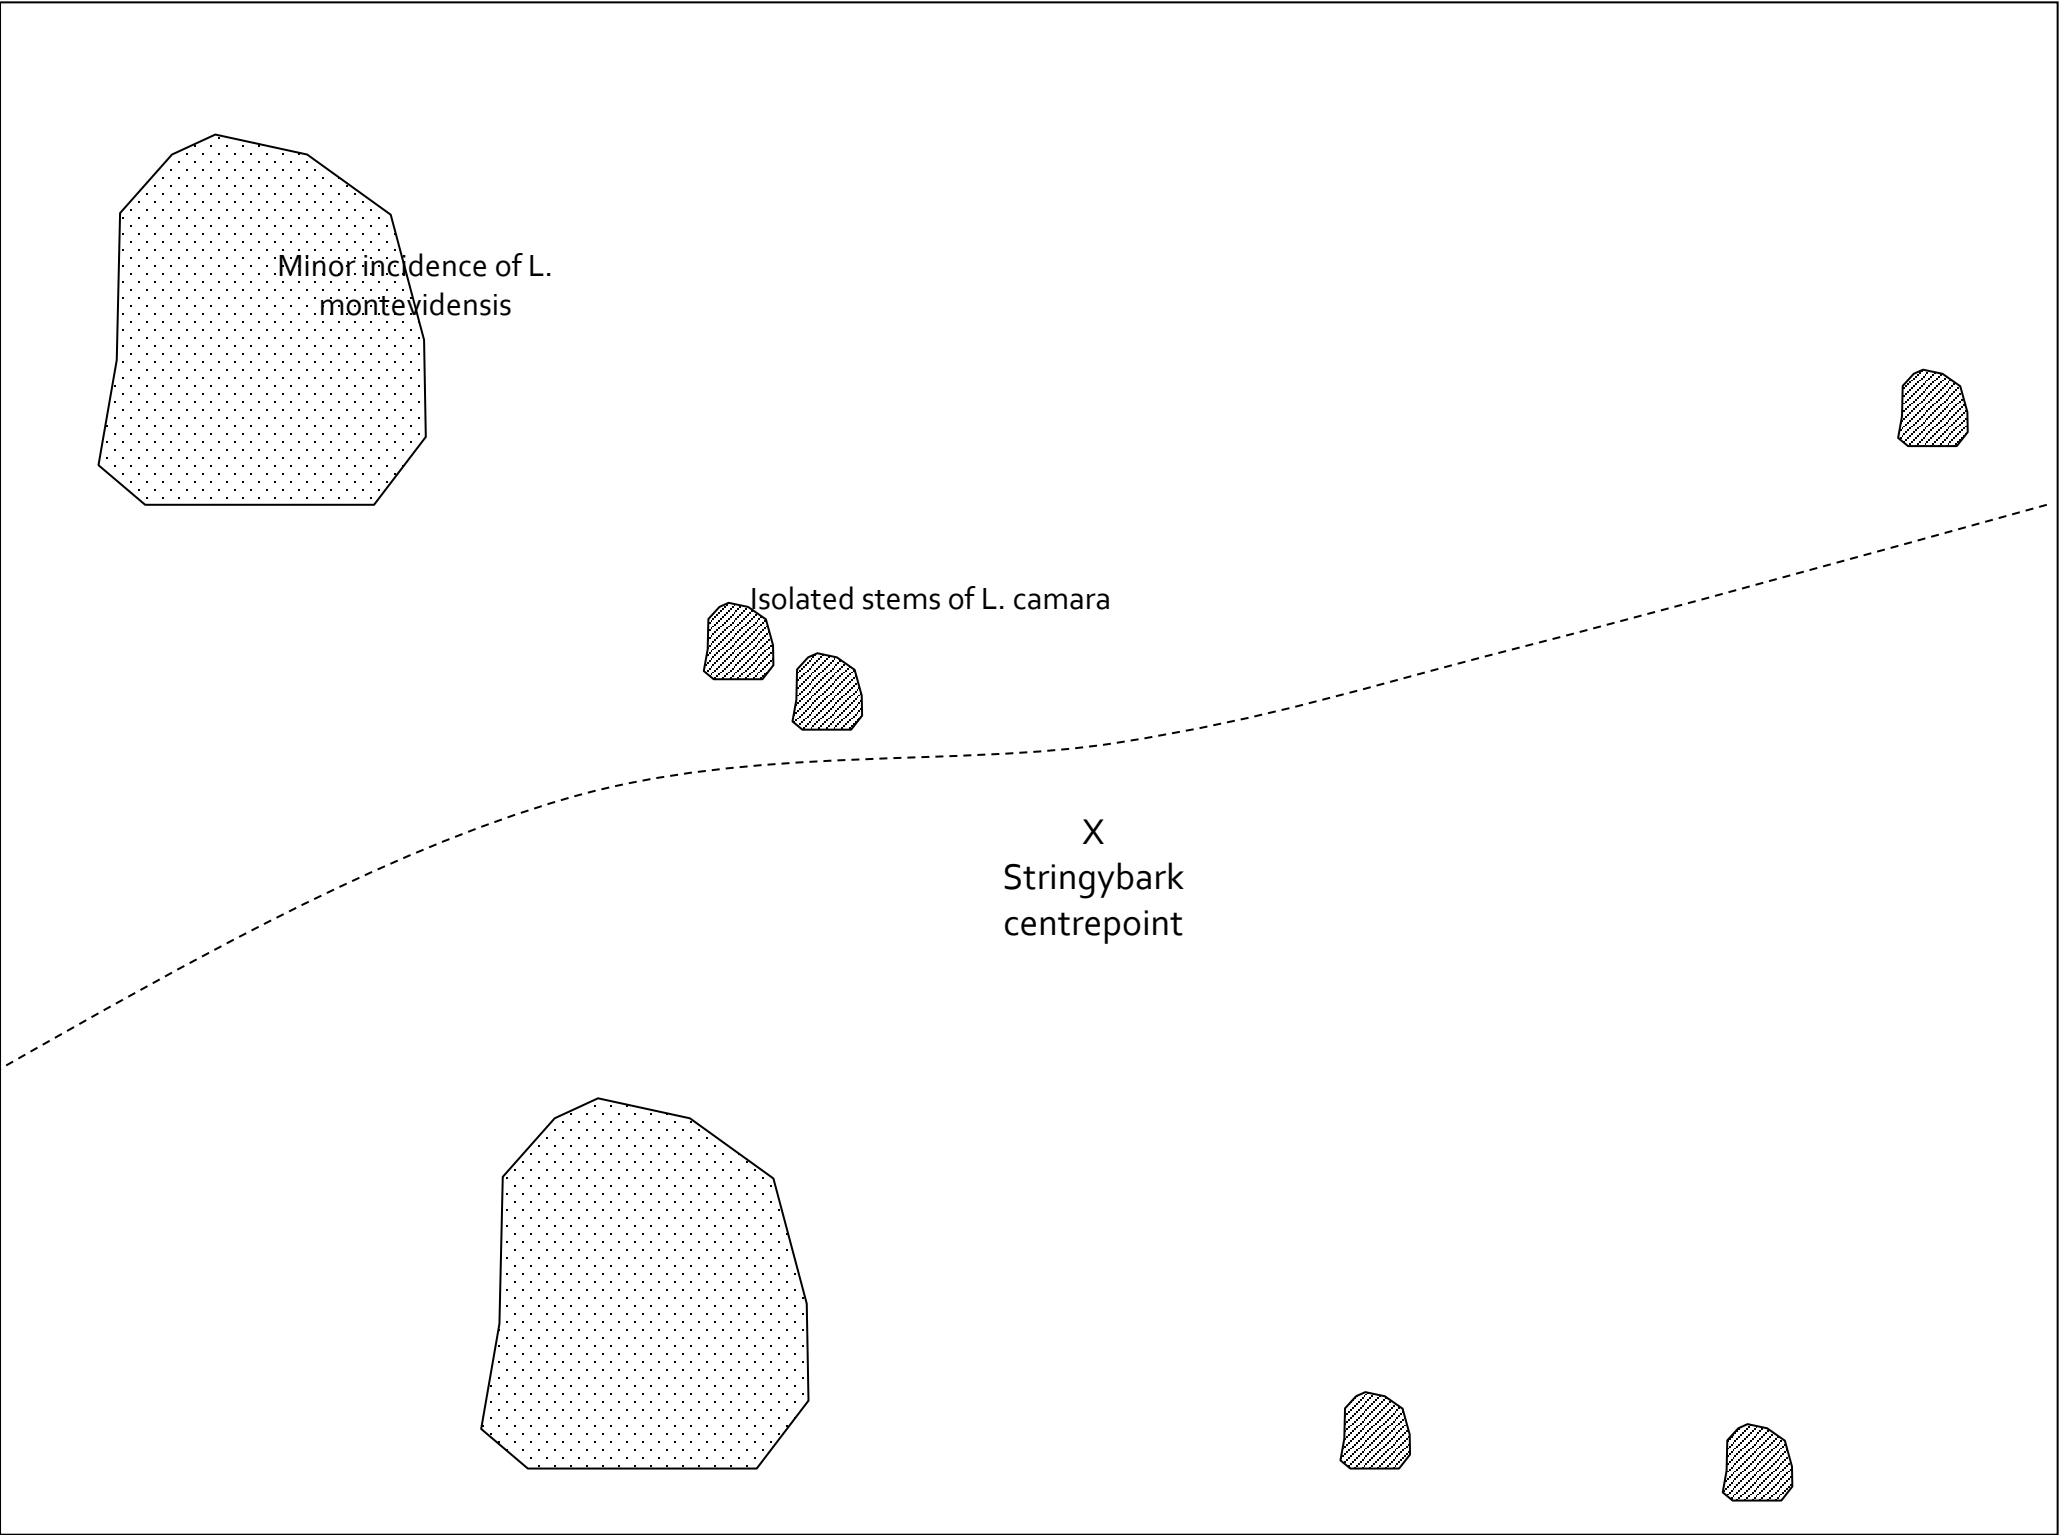 Minor incidence of L.
montevidensis
Isolated stems of L. camara
X
Stringybark
centrepoint